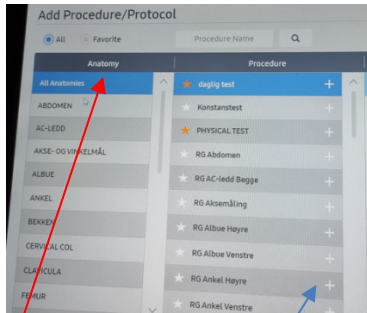 Add Procedure/Protocol
All Favorite Procedure Name
Anatomy Procedure
All Anatomies daglig test
ABDOMEN Konstanstest
AC-LEDD PHYSICAL TEST
AKSE- OG VINKELMÅL RG Abdomen
ALBUE RG AC-ledd Begge
ANKEL RG Aksemåling
BEKKEN RG Albue Høyre
CERVICAL COL RG Albue Venstre
CLAVICULA RG Ankel Høyre
FEMUR RG Ankel Venstre